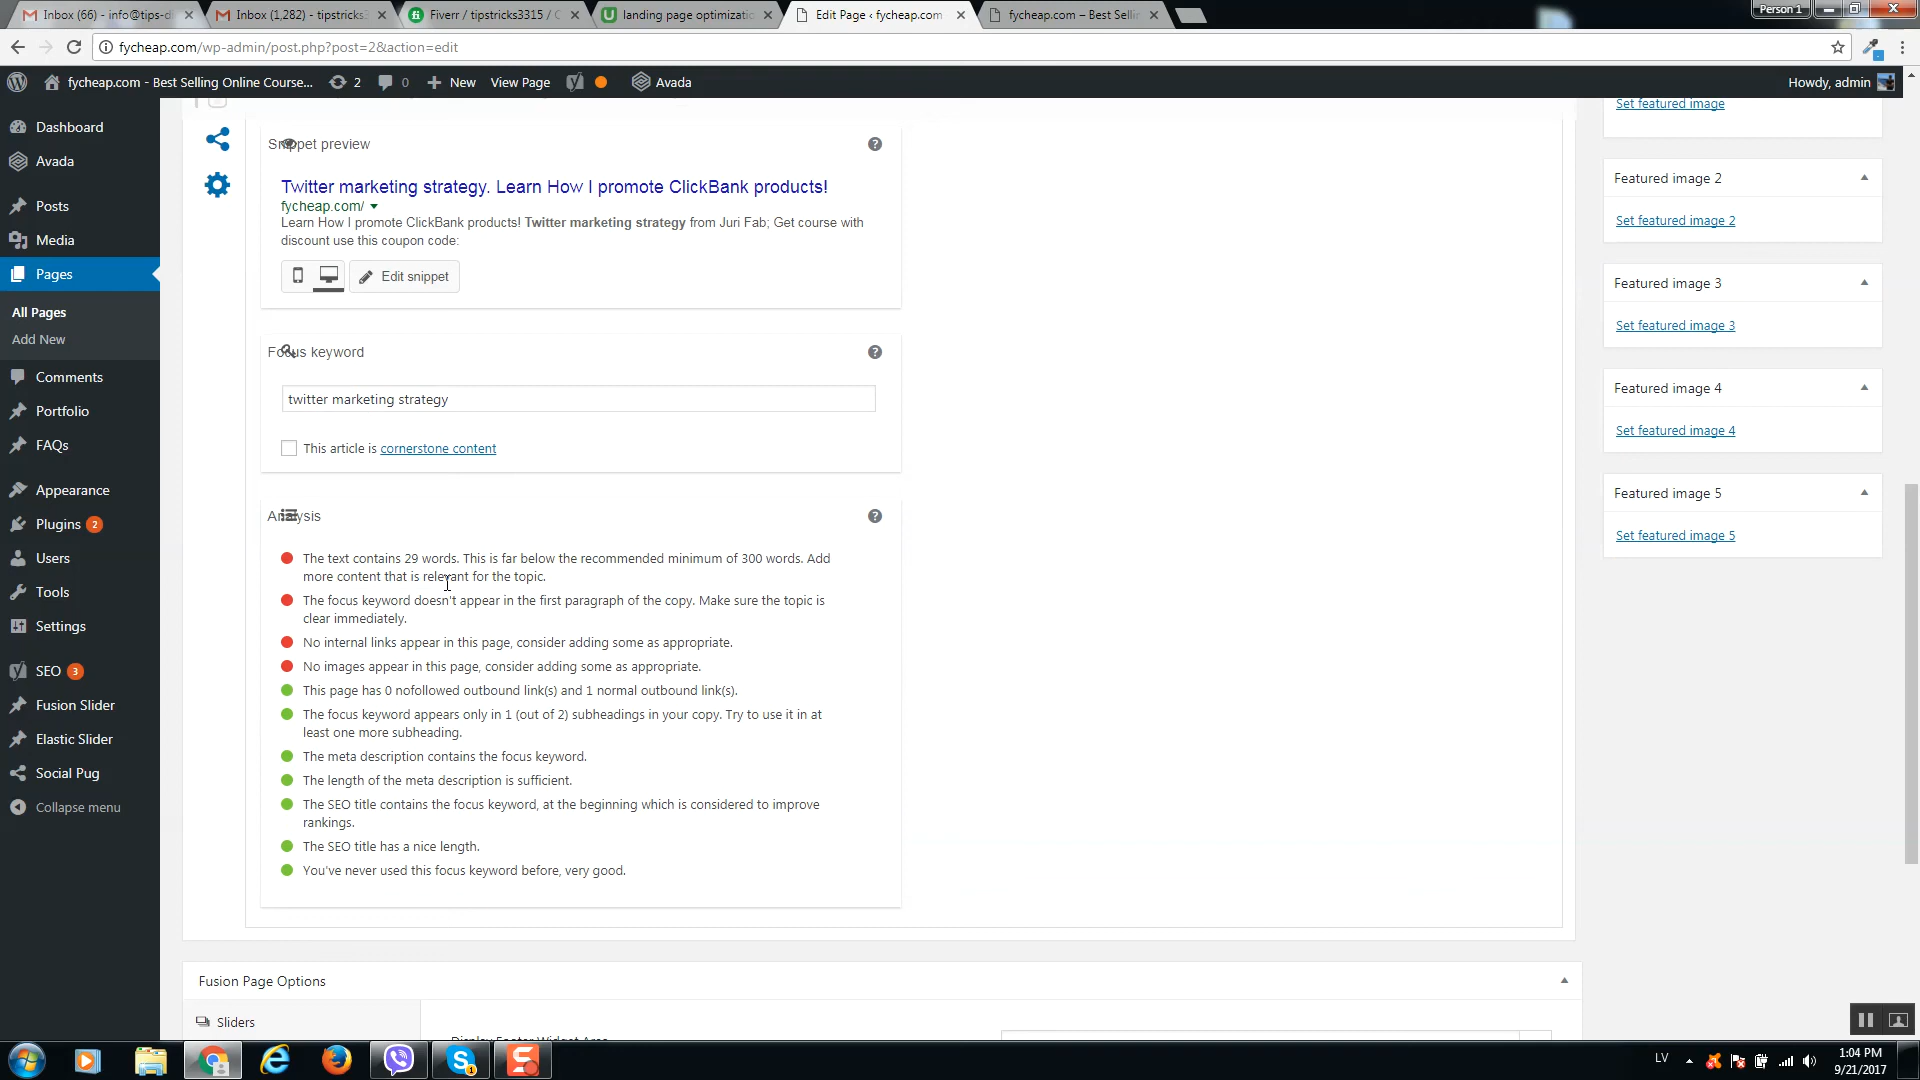 Inbox (66) - info@tips-d
Inbox (1,282) - tipstricks
Fiverr / tipstricks3315 / C
landing page optimizatio
Edit Page ‹ fycheap.com
fycheap.com – Best Selli
Person 1
fycheap.com/wp-admin/post.php?post=2&action=edit
fycheap.com - Best Selling Online Course...
2
0
New
View Page
Avada
Howdy, admin
Dashboard
Avada
Posts
Media
Pages
All Pages
Add New
Comments
Portfolio
FAQs
Appearance
Plugins 2
Users
Tools
Settings
SEO 3
Fusion Slider
Elastic Slider
Social Pug
Collapse menu
Snippet preview
Twitter marketing strategy. Learn How I promote ClickBank products!
fycheap.com/
Learn How I promote ClickBank products! Twitter marketing strategy from Juri Fab; Get course with
discount use this coupon code:
Edit snippet
Focus keyword
twitter marketing strategy
This article is cornerstone content
Analysis
The text contains 29 words. This is far below the recommended minimum of 300 words. Add
more content that is relevant for the topic.
The focus keyword doesn't appear in the first paragraph of the copy. Make sure the topic is
clear immediately.
No internal links appear in this page, consider adding some as appropriate.
No images appear in this page, consider adding some as appropriate.
This page has 0 nofollowed outbound link(s) and 1 normal outbound link(s).
The focus keyword appears only in 1 (out of 2) subheadings in your copy. Try to use it in at
least one more subheading.
The meta description contains the focus keyword.
The length of the meta description is sufficient.
The SEO title contains the focus keyword, at the beginning which is considered to improve
rankings.
The SEO title has a nice length.
You've never used this focus keyword before, very good.
Set featured image
Featured image 2
Set featured image 2
Featured image 3
Set featured image 3
Featured image 4
Set featured image 4
Featured image 5
Set featured image 5
Fusion Page Options
Sliders
LV
1:04 PM
9/21/2017